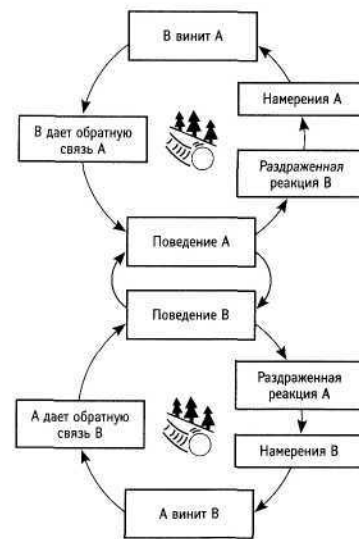 В винит А
Намерения А
В дает обратную
связь А
Раздраженная
реакция В
Поведение А
Поведение В
Раздраженная
реакция А
А дает обратную
связь В
Намерения В
А винит В